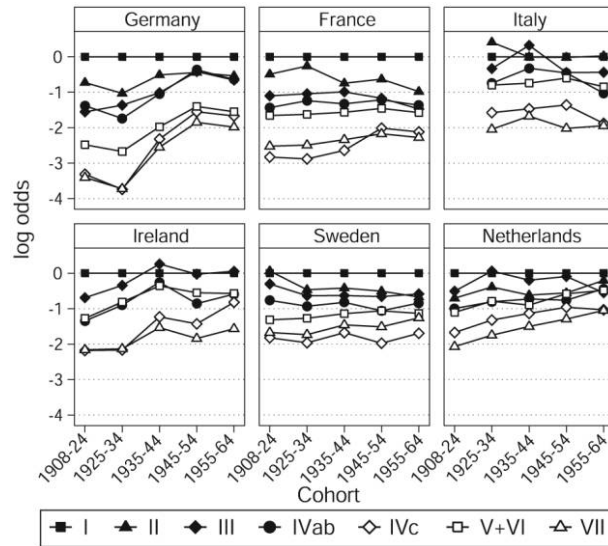 Germany France Italy
0
-1
-2
-3
-4
Ireland Sweden Netherlands
0
-1
-2
-3
-4
log odds
1908-24 1925-34 1935-44 1945-54 1955-64 1908-24 1925-34 1935-44 1945-54 1955-64 1908-24 1925-34 1935-44 1945-54 1955-64
Cohort
I II III IVab IVc V+VI VII